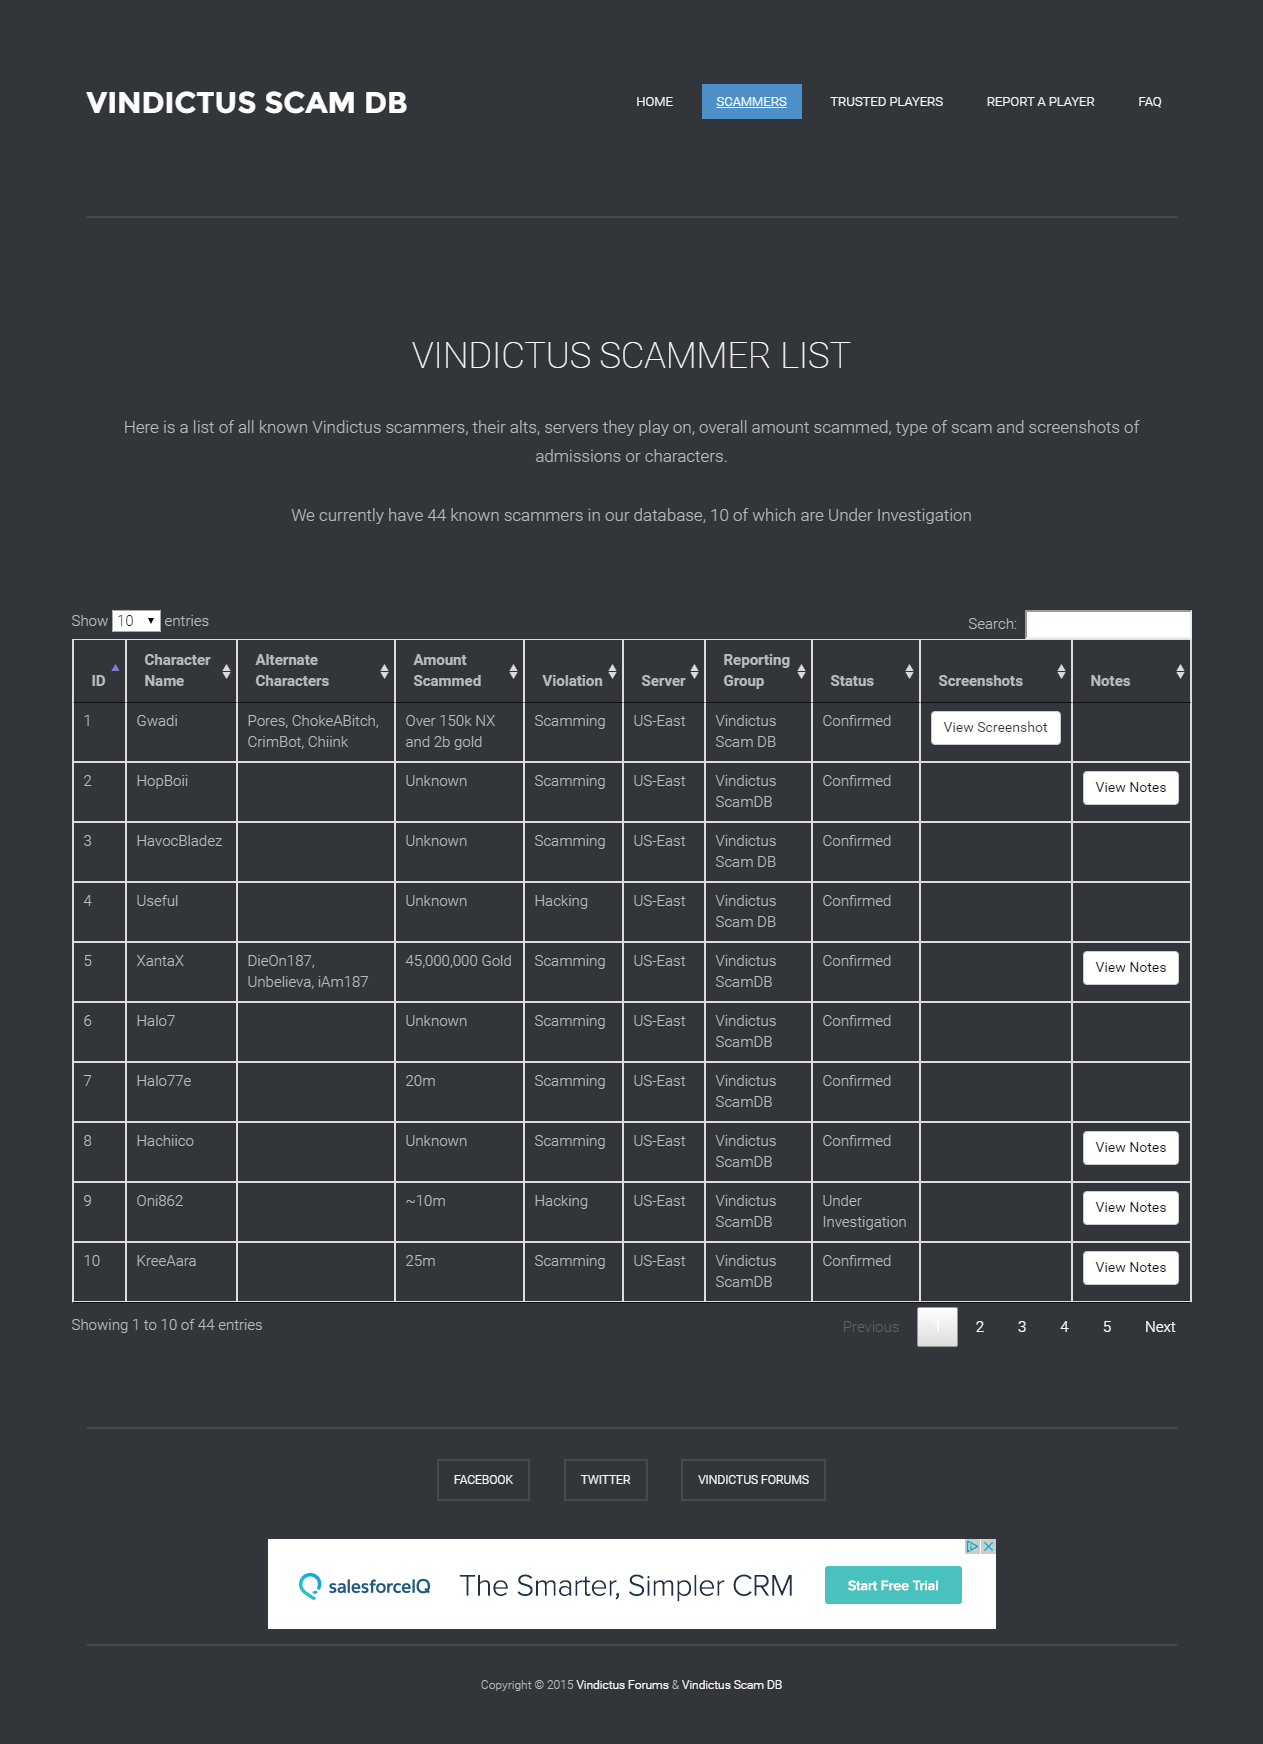 VINDICTUS SCAM DB
HOME SCAMMERS TRUSTED PLAYERS REPORT A PLAYER FAQ
VINDICTUS SCAMMER LIST
Here is a list of all known Vindictus scammers, their alts, servers they play on, overall amount scammed, type of scam and screenshots of
admissions or characters.
We currently have 44 known scammers in our database, 10 of which are Under Investigation
Show 10 entries
Search:
ID Character Name Alternate Characters Amount Scammed Violation Server Reporting Group Status Screenshots Notes
1 Gwadi Pores, ChokeABitch, CrimBot, Chiink Over 150k NX and 2b gold Scamming US-East Vindictus Scam DB Confirmed View Screenshot
2 HopBoii Unknown Scamming US-East Vindictus ScamDB Confirmed View Notes
3 HavocBladez Unknown Scamming US-East Vindictus Scam DB Confirmed
4 Useful Unknown Hacking US-East Vindictus Scam DB Confirmed
5 XantaX DieOn187, Unbelieva, iAm187 45,000,000 Gold Scamming US-East Vindictus ScamDB Confirmed View Notes
6 Halo7 Unknown Scamming US-East Vindictus ScamDB Confirmed
7 Halo77e 20m Scamming US-East Vindictus ScamDB Confirmed
8 Hachiico Unknown Scamming US-East Vindictus ScamDB Confirmed View Notes
9 Oni862 ~10m Hacking US-East Vindictus ScamDB Under Investigation View Notes
10 KreeAara 25m Scamming US-East Vindictus ScamDB Confirmed View Notes
Showing 1 to 10 of 44 entries
Previous 1 2 3 4 5 Next
FACEBOOK TWITTER VINDICTUS FORUMS
salesforceIQ The Smarter, Simpler CRM Start Free Trial
Copyright © 2015 Vindictus Forums & Vindictus Scam DB